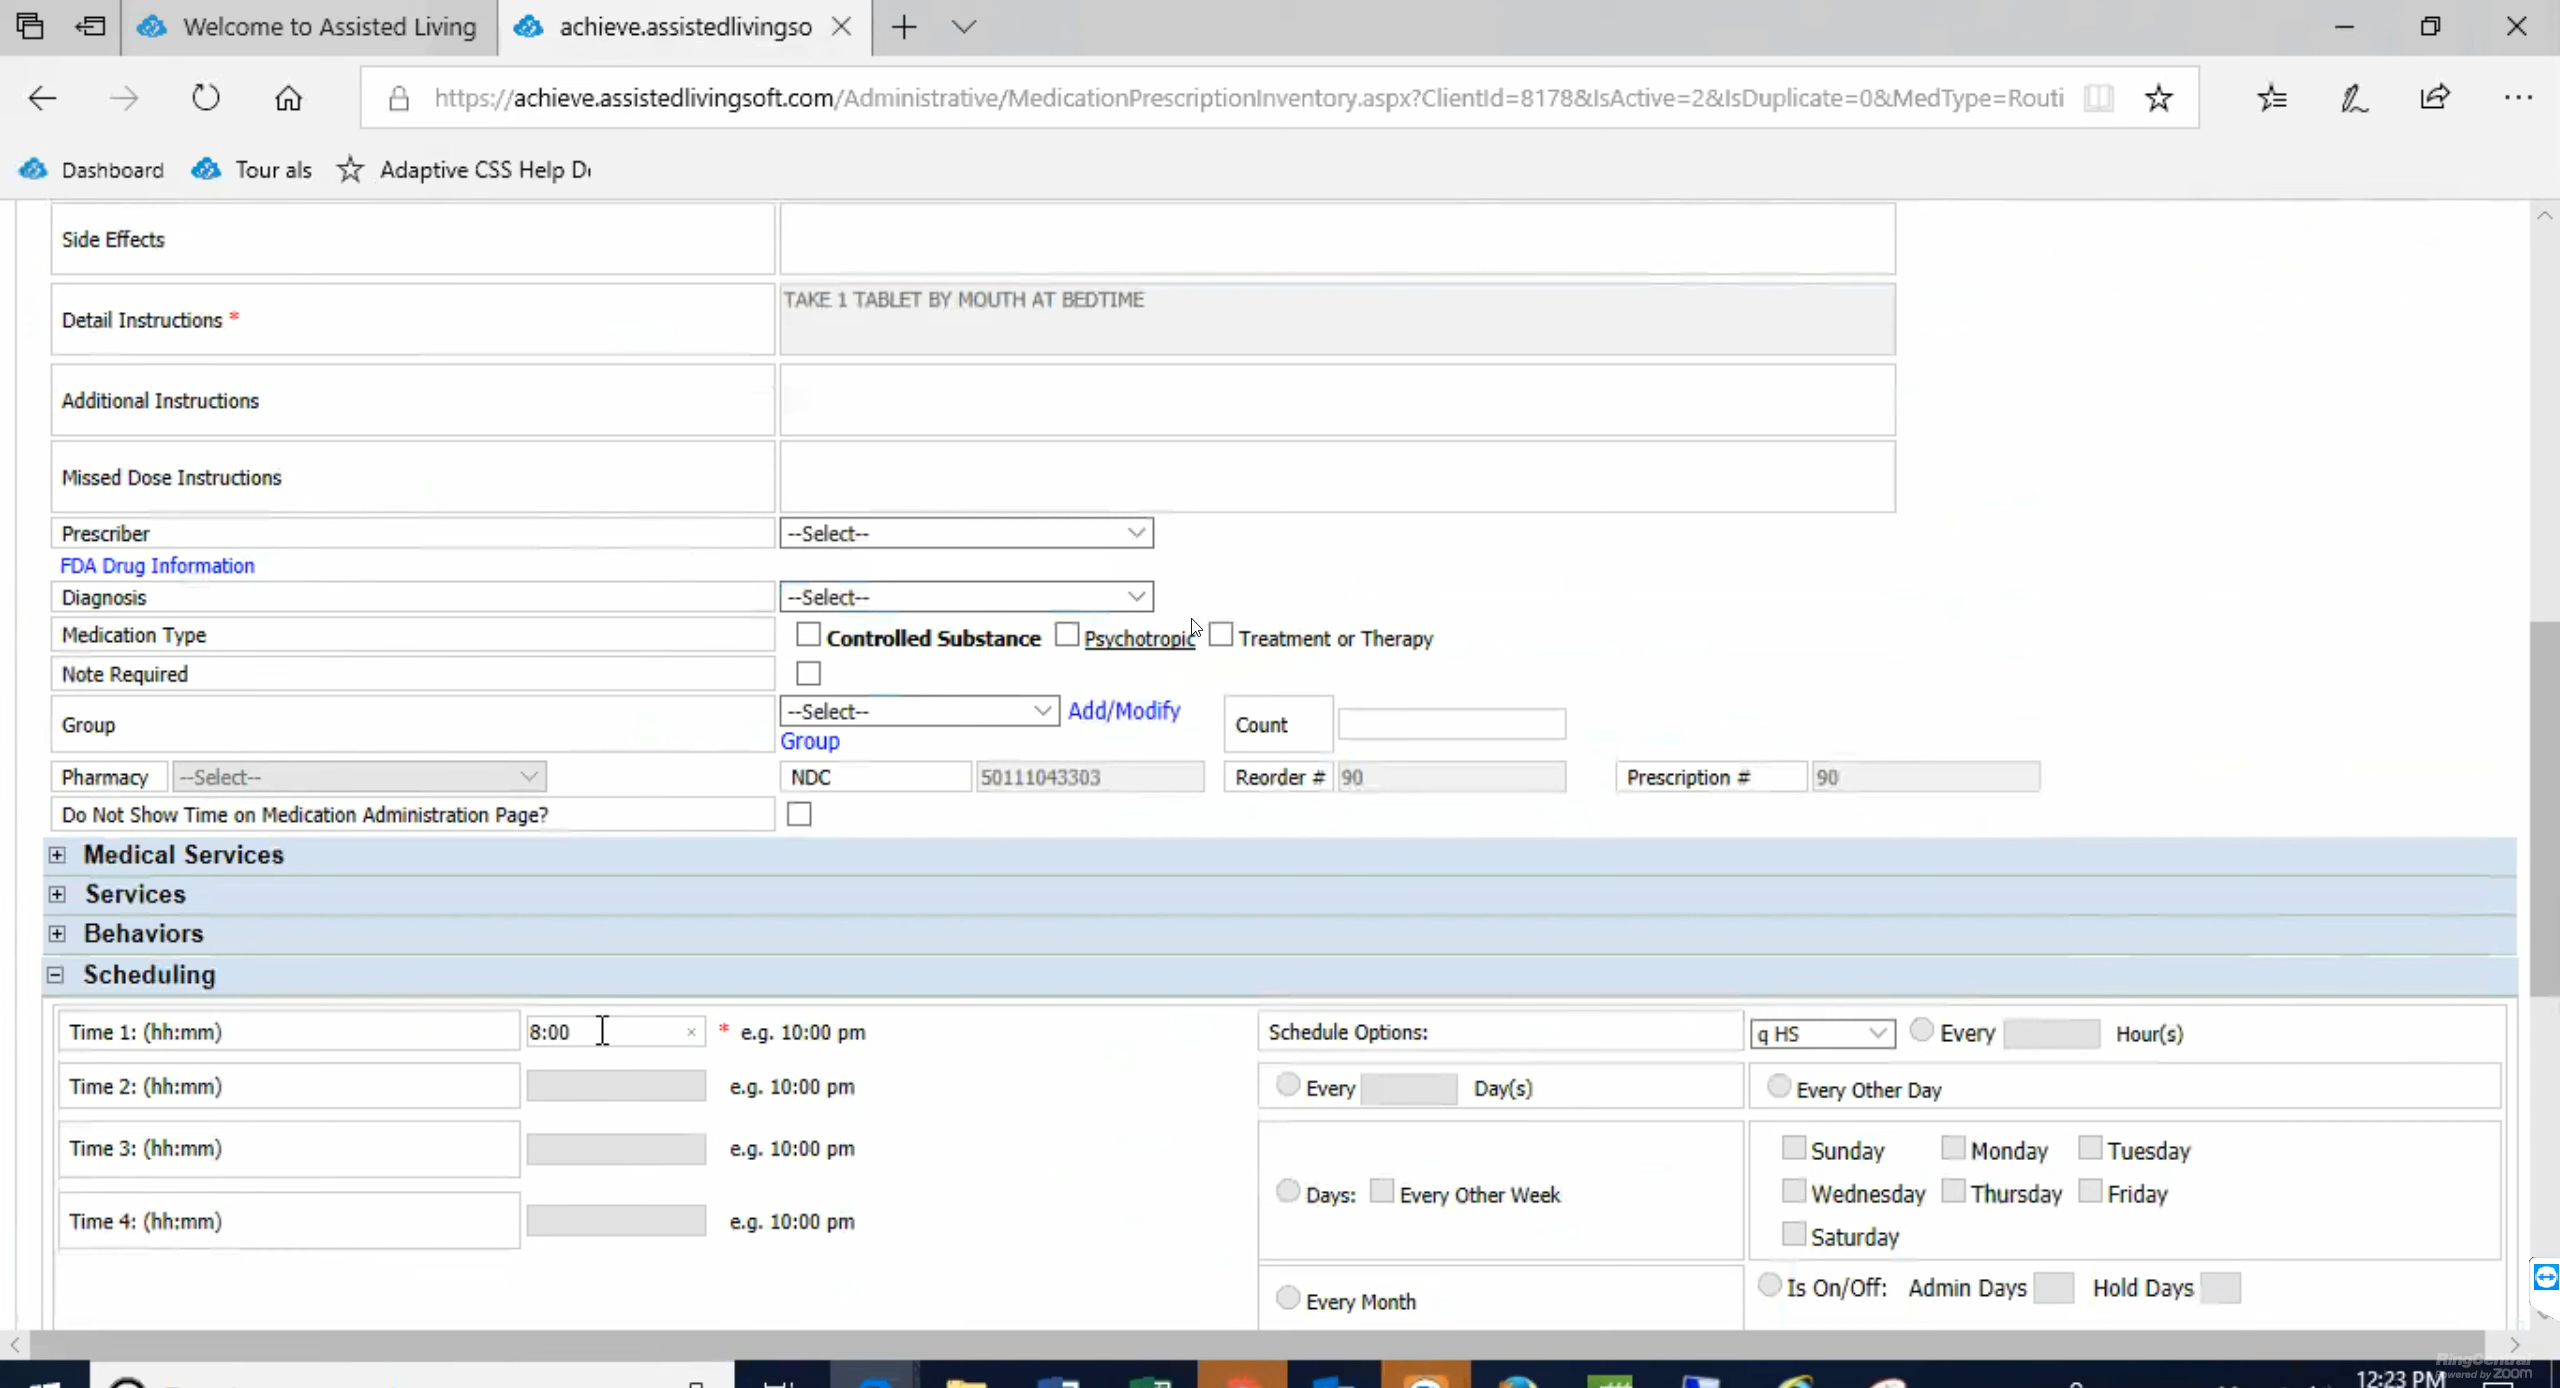 Welcome to Assisted Living
achieve.assistedlivingso
https://achieve.assistedlivingsoft.com/Administrative/MedicationPrescriptionInventory.aspx?ClientId=8178&IsActive=2&IsDuplicate=0&MedType=Routi
Dashboard Tour als Adaptive CSS Help D
Side Effects
Detail Instructions * TAKE 1 TABLET BY MOUTH AT BEDTIME
Additional Instructions
Missed Dose Instructions
Prescriber --Select--
FDA Drug Information
Diagnosis --Select--
Medication Type Controlled Substance Psychotropic Treatment or Therapy
Note Required
Group --Select-- Add/Modify Group Count
Pharmacy --Select-- NDC 50111043303 Reorder # 90 Prescription # 90
Do Not Show Time on Medication Administration Page?
Medical Services
Services
Behaviors
Scheduling
Time 1: (hh:mm) 8:00 × * e.g. 10:00 pm Schedule Options: q HS Every Hour(s)
Time 2: (hh:mm) e.g. 10:00 pm Every Day(s) Every Other Day
Time 3: (hh:mm) e.g. 10:00 pm Sunday Monday Tuesday
Days: Every Other Week Wednesday Thursday Friday
Time 4: (hh:mm) e.g. 10:00 pm Saturday
Every Month Is On/Off: Admin Days Hold Days
RingCentral
powered by zoom
12:23 PM